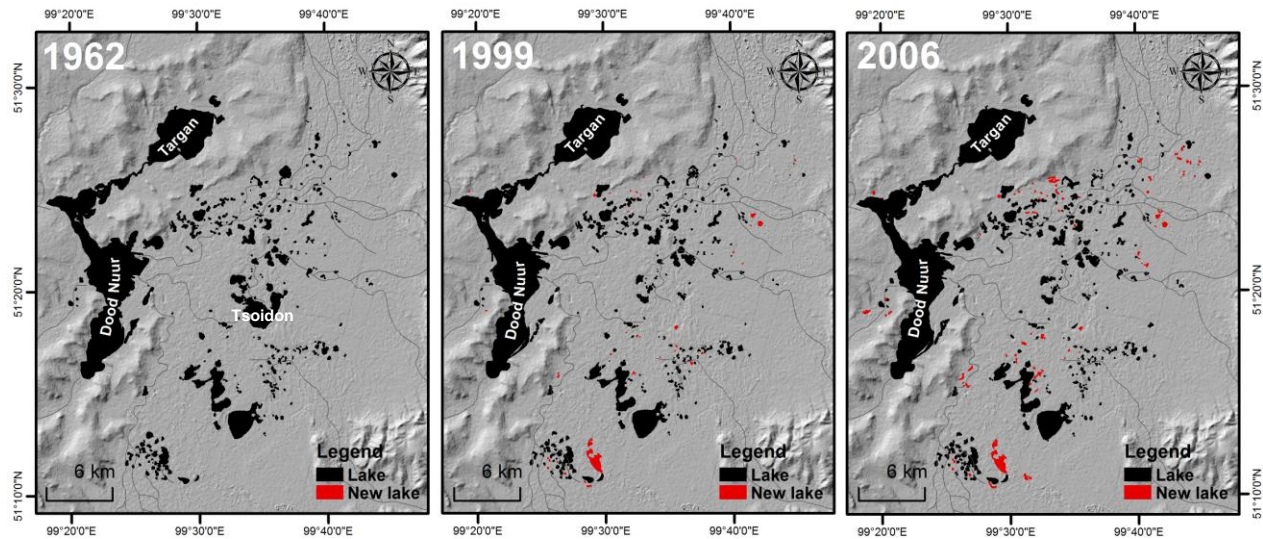 99°20'0"E 99°30'0"E 99°40'0"E 99°20'0"E 99°30'0"E 99°40'0"E 99°20'0"E 99°30'0"E 99°40'0"E
1962
N
W E
S
Targan
Dood Nuur
Tsoidon
6 km
Legend
Lake
New lake
1999
N
W E
S
Targan
Dood Nuur
6 km
Legend
Lake
New lake
2006
N
W E
S
Targan
Dood Nuur
6 km
Legend
Lake
New lake
51°30'0"N
51°20'0"N
51°10'0"N
51°30'0"N
51°20'0"N
51°10'0"N
99°20'0"E 99°30'0"E 99°40'0"E 99°20'0"E 99°30'0"E 99°40'0"E 99°20'0"E 99°30'0"E 99°40'0"E